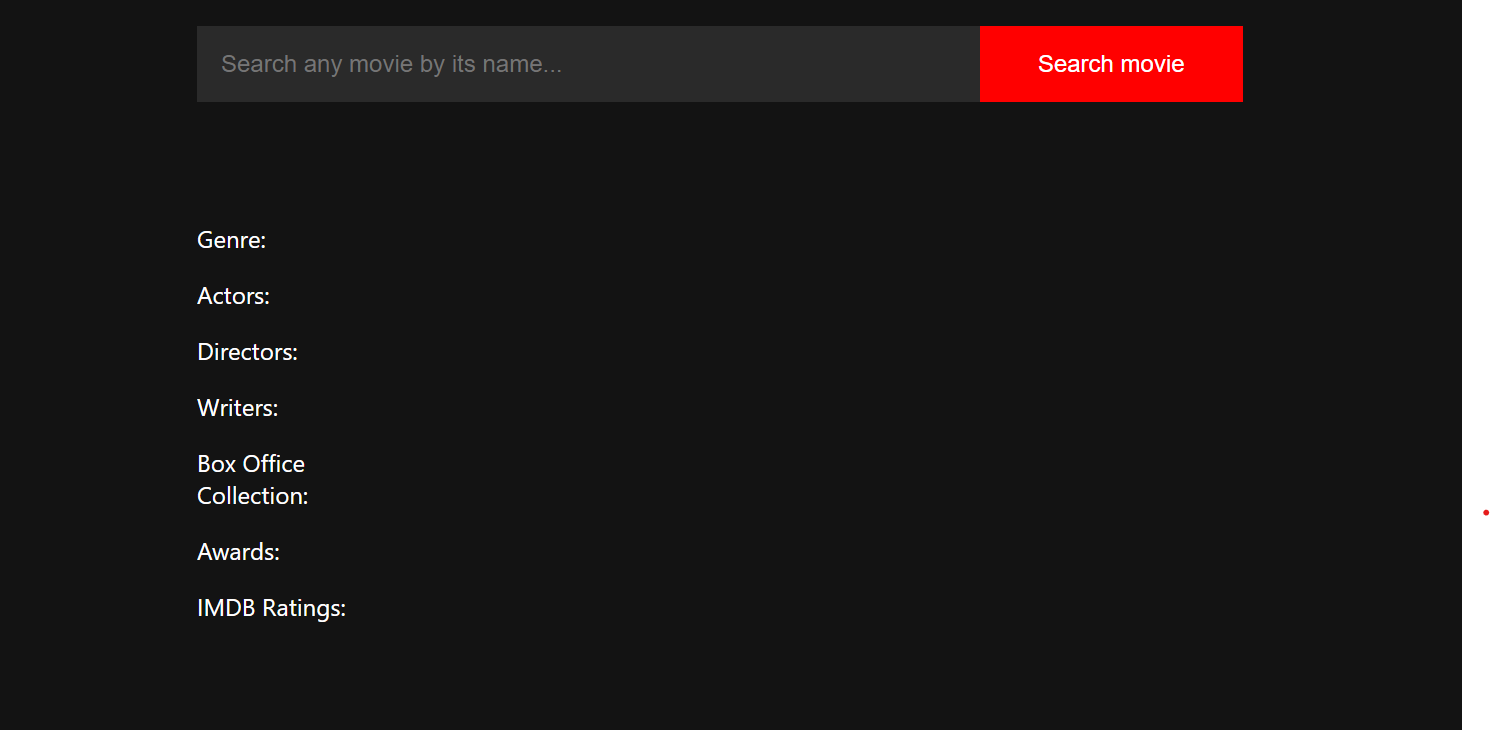 Search any movie by its name...
Search movie
Genre:
Actors:
Directors:
Writers:
Box Office
Collection:
Awards:
IMDB Ratings: